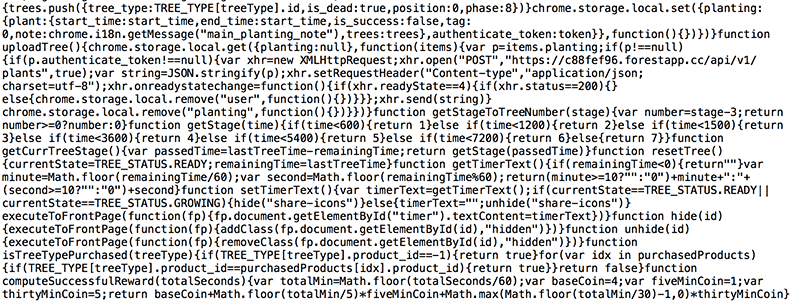 {trees.push({tree_type:TREE_TYPE[treeType].id,is_dead:true,position:0,phase:8})}chrome.storage.local.set({planting:
{plant:{start_time:start_time,end_time:start_time,is_success:false,tag:
0,note:chrome.i18n.getMessage("main_planting_note"),trees:trees},authenticate_token:token}},function(){})})}function
uploadTree(){chrome.storage.local.get({planting:null},function(items){var p=items.planting;if(p!==null)
{if(p.authenticate_token!==null){var xhr=new XMLHttpRequest;xhr.open("POST","https://c88fef96.forestapp.cc/api/v1/
plants",true);var string=JSON.stringify(p);xhr.setRequestHeader("Content-type","application/json;
charset=utf-8");xhr.onreadystatechange=function(){if(xhr.readyState==4){if(xhr.status==200){}
else{chrome.storage.local.remove("user",function(){})}}};xhr.send(string)}
chrome.storage.local.remove("planting",function(){})}})}function getStageToTreeNumber(stage){var number=stage-3;return
number>=0?number:0}function getStage(time){if(time<600){return 1}else if(time<1200){return 2}else if(time<1500){return
3}else if(time<3600){return 4}else if(time<5400){return 5}else if(time<7200){return 6}else{return 7}}function
getCurrTreeStage(){var passedTime=lastTreeTime-remainingTime;return getStage(passedTime)}function resetTree()
{currentState=TREE_STATUS.READY;remainingTime=lastTreeTime}function getTimerText(){if(remainingTime<0){return""}var
minute=Math.floor(remainingTime/60);var second=Math.floor(remainingTime%60);return(minute>=10?"":"0")+minute+":"+
(second>=10?"":"0")+second}function setTimerText(){var timerText=getTimerText();if(currentState==TREE_STATUS.READY||
currentState==TREE_STATUS.GROWING){hide("share-icons")}else{timerText="";unhide("share-icons")}
executeToFrontPage(function(fp){fp.document.getElementById("timer").textContent=timerText})}function hide(id)
{executeToFrontPage(function(fp){addClass(fp.document.getElementById(id),"hidden")})}function unhide(id)
{executeToFrontPage(function(fp){removeClass(fp.document.getElementById(id),"hidden")})}function
isTreeTypePurchased(treeType){if(TREE_TYPE[treeType].product_id==-1){return true}for(var idx in purchasedProducts)
{if(TREE_TYPE[treeType].product_id==purchasedProducts[idx].product_id){return true}}return false}function
computeSuccessfulReward(totalSeconds){var totalMin=Math.floor(totalSeconds/60);var baseCoin=4;var fiveMinCoin=1;var
thirtyMinCoin=5;return baseCoin+Math.floor(totalMin/5)*fiveMinCoin+Math.max(Math.floor(totalMin/30)-1,0)*thirtyMinCoin}